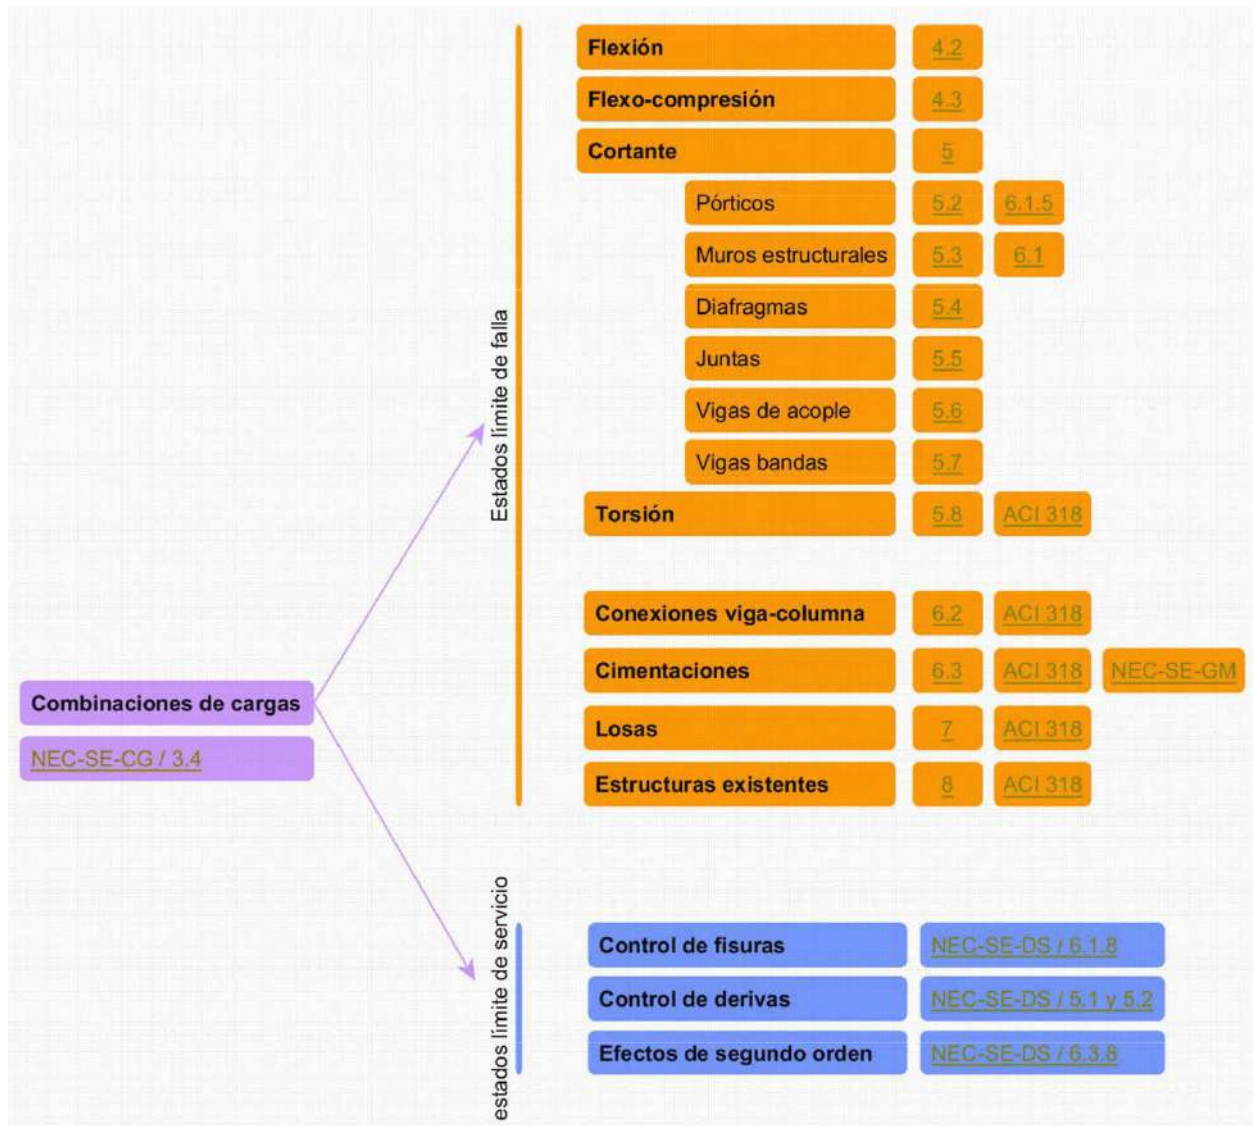 Flexión 4.2
Flexo-compresión 4.3
Cortante 5
Pórticos 5.2 6.1.5
Muros estructurales 5.3 6.1
Diafragmas 5.4
Juntas 5.5
Vigas de acople 5.6
Vigas bandas 5.7
Torsión 5.8 ACI 318
Estados límite de falla
Conexiones viga-columna 6.2 ACI 318
Cimentaciones 6.3 ACI 318 NEC-SE-GM
Losas 7 ACI 318
Estructuras existentes 8 ACI 318
Combinaciones de cargas
NEC-SE-CG / 3.4
estados límite de servicio
Control de fisuras NEC-SE-DS / 6.1.8
Control de derivas NEC-SE-DS / 5.1 y 5.2
Efectos de segundo orden NEC-SE-DS / 6.3.8